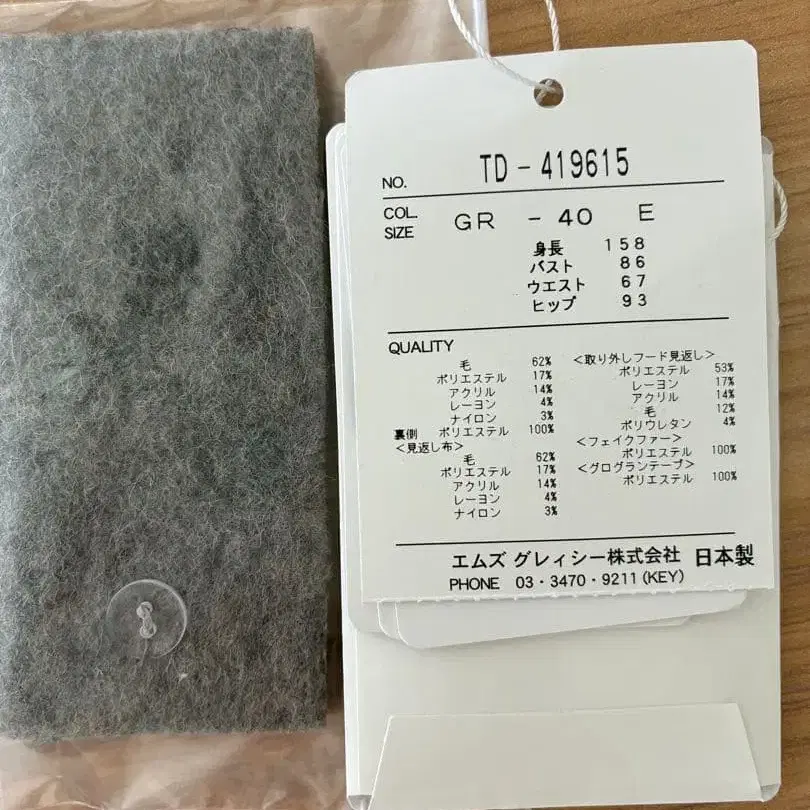 NO. TD-419615
COL. SIZE GR - 40 E
身長 158
バスト 86
ウエスト 67
ヒップ 93
QUALITY
毛 62%
ポリエステル 17%
アクリル 14%
レーヨン 4%
ナイロン 3%
裏側 ポリエステル 100%
<見返し布>
毛 62%
ポリエステル 17%
アクリル 14%
レーヨン 4%
ナイロン 3%
<取り外しフード見返し>
ポリエステル 53%
レーヨン 17%
アクリル 14%
毛 12%
ポリウレタン 4%
<フェイクファー>
ポリエステル 100%
<グログランテープ>
ポリエステル 100%
エムズ グレィシー株式会社 日本製
PHONE 03・3470・9211(KEY)